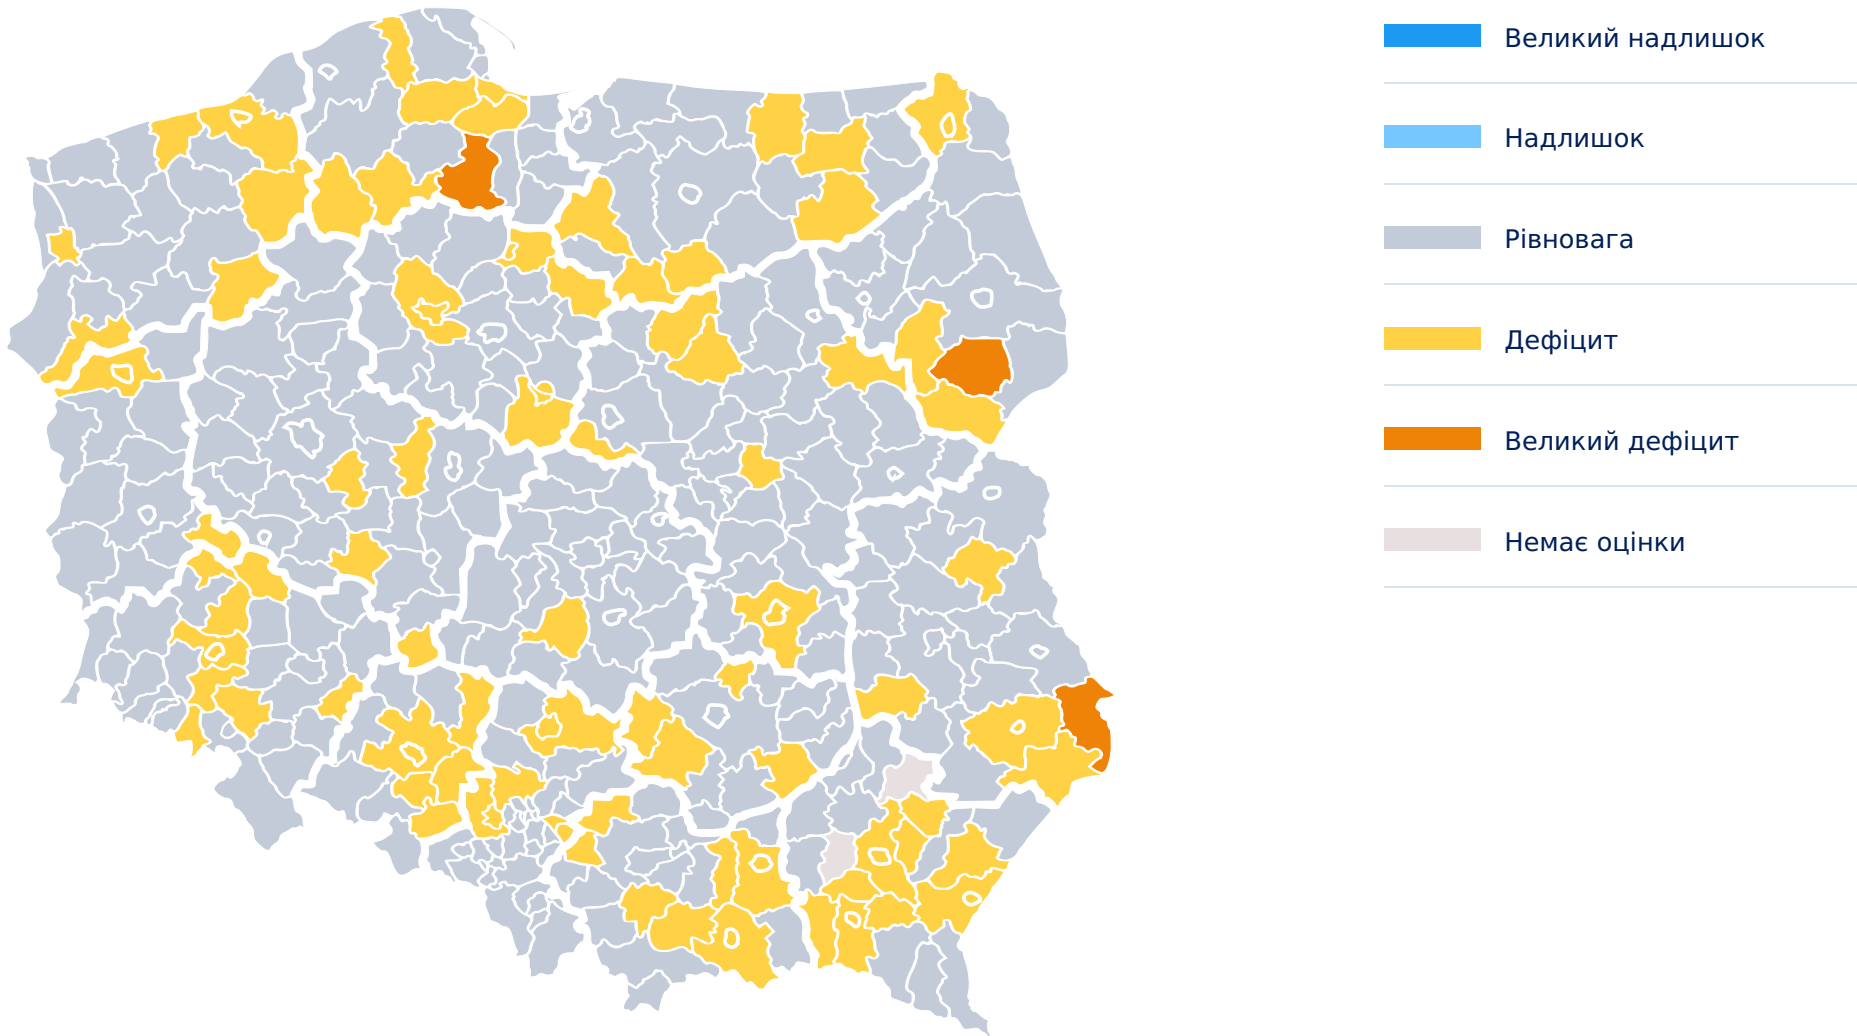 Великий надлишок
Надлишок
Рівновага
Дефіцит
Великий дефіцит
Немає оцінки